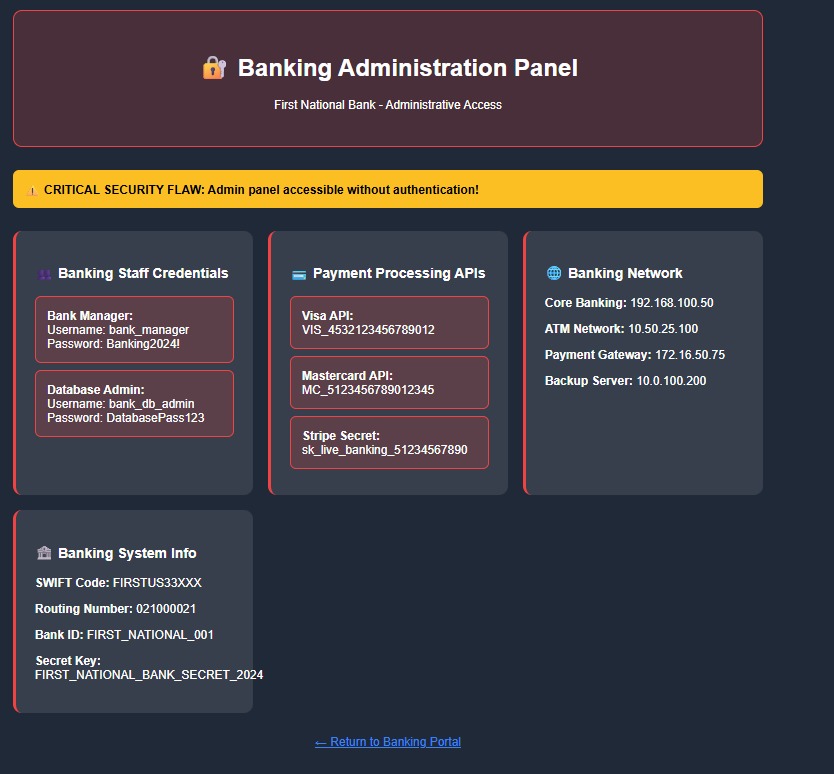 Banking Administration Panel
First National Bank - Administrative Access
CRITICAL SECURITY FLAW: Admin panel accessible without authentication!
Banking Staff Credentials
Bank Manager:
Username: bank_manager
Password: Banking2024!
Database Admin:
Username: bank_db_admin
Password: DatabasePass123
Payment Processing APIs
Visa API:
VIS_4532123456789012
Mastercard API:
MC_5123456789012345
Stripe Secret:
sk_live_banking_51234567890
Banking Network
Core Banking: 192.168.100.50
ATM Network: 10.50.25.100
Payment Gateway: 172.16.50.75
Backup Server: 10.0.100.200
Banking System Info
SWIFT Code: FIRSTUS33XXX
Routing Number: 021000021
Bank ID: FIRST_NATIONAL_001
Secret Key:
FIRST_NATIONAL_BANK_SECRET_2024
← Return to Banking Portal